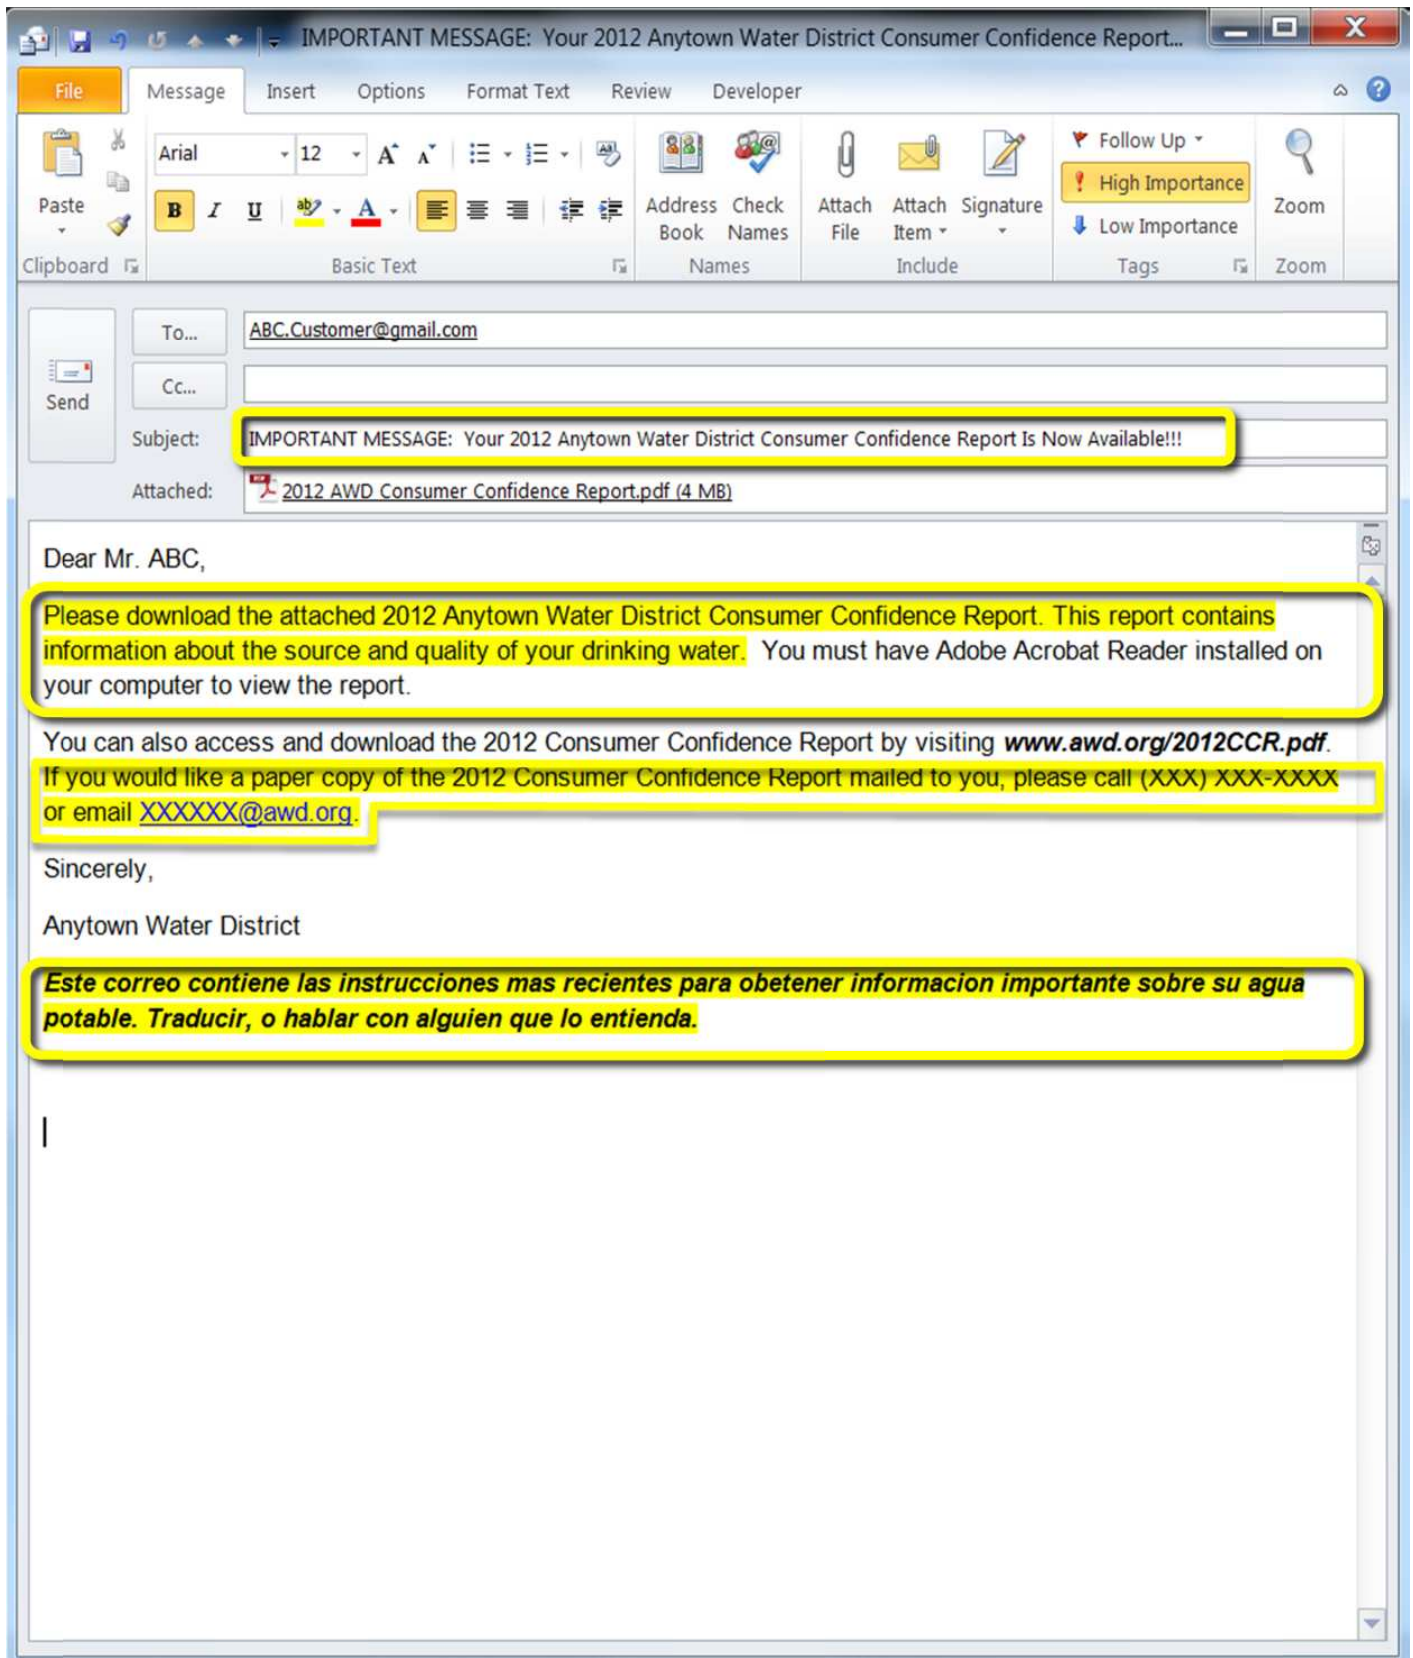 IMPORTANT MESSAGE:  Your 2012 Anytown Water District Consumer Confidence Report...
File Message Insert Options Format Text Review Developer
Arial 12
Follow Up
High Importance
Paste
B I U ab A
Address Book
Check Names
Attach File
Attach Item
Signature
Low Importance
Zoom
Clipboard Basic Text Names Include Tags Zoom
To... ABC.Customer@gmail.com
Cc...
Send
Subject: IMPORTANT MESSAGE:  Your 2012 Anytown Water District Consumer Confidence Report Is Now Available!!!
Attached: 2012 AWD Consumer Confidence Report.pdf (4 MB)
Dear Mr. ABC,
Please download the attached 2012 Anytown Water District Consumer Confidence Report. This report contains
information about the source and quality of your drinking water.  You must have Adobe Acrobat Reader installed on
your computer to view the report.
You can also access and download the 2012 Consumer Confidence Report by visiting www.awd.org/2012CCR.pdf.
If you would like a paper copy of the 2012 Consumer Confidence Report mailed to you, please call (XXX) XXX-XXXX
or email XXXXXX@awd.org.
Sincerely,
Anytown Water District
Este correo contiene las instrucciones mas recientes para obetener informacion importante sobre su agua
potable. Traducir, o hablar con alguien que lo entienda.